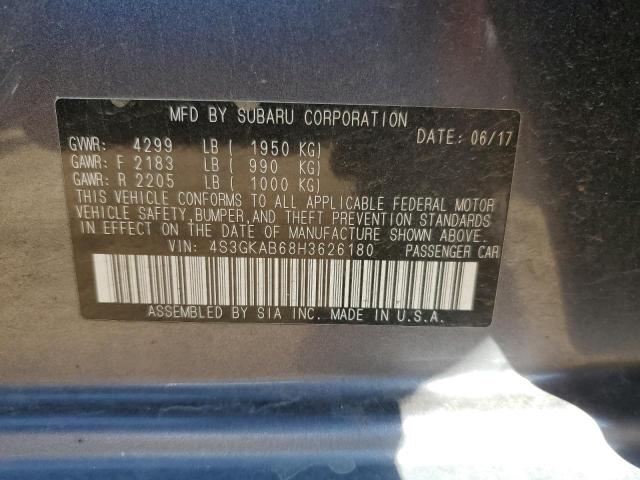 MFD BY SUBARU CORPORATION
DATE: 06/17
GVWR: 4299 LB ( 1950 KG)
GAWR: F 2183 LB ( 990 KG)
GAWR: R 2205 LB ( 1000 KG)
THIS VEHICLE CONFORMS TO ALL APPLICABLE FEDERAL MOTOR
VEHICLE SAFETY, BUMPER, AND THEFT PREVENTION STANDARDS
IN EFFECT ON THE DATE OF MANUFACTURE SHOWN ABOVE.
VIN: 4S3GKAB68H3626180 PASSENGER CAR
ASSEMBLED BY SIA INC. MADE IN U.S.A.